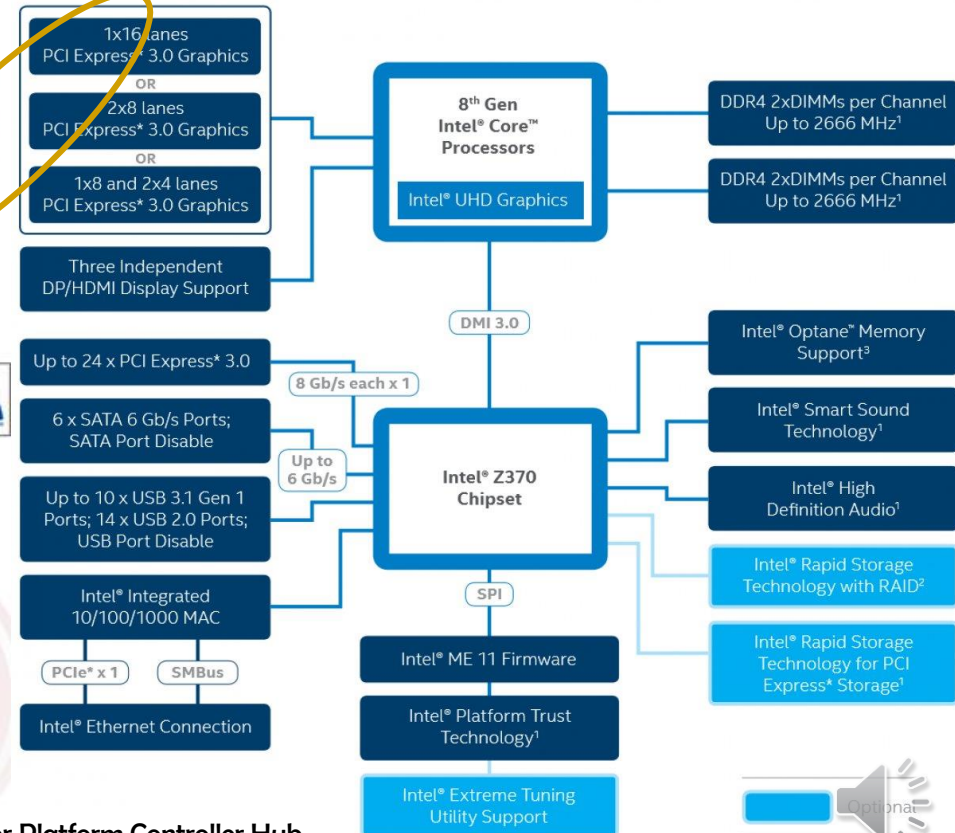 1x16 lanes
PCI Express* 3.0 Graphics
OR
2x8 lanes
PCI Express* 3.0 Graphics
OR
1x8 and 2x4 lanes
PCI Express* 3.0 Graphics
Three Independent
DP/HDMI Display Support
8th Gen
Intel® Core™
Processors
Intel® UHD Graphics
DDR4 2xDIMMs per Channel
Up to 2666 MHz¹
DDR4 2xDIMMs per Channel
Up to 2666 MHz¹
DMI 3.0
Up to 24 x PCI Express* 3.0
8 Gb/s each x 1
6 x SATA 6 Gb/s Ports;
SATA Port Disable
Up to
6 Gb/s
Up to 10 x USB 3.1 Gen 1
Ports; 14 x USB 2.0 Ports;
USB Port Disable
Intel® Integrated
10/100/1000 MAC
PCIe* x 1
SMBus
Intel® Ethernet Connection
Intel® Z370
Chipset
Intel® Optane™ Memory
Support³
Intel® Smart Sound
Technology¹
Intel® High
Definition Audio¹
Intel® Rapid Storage
Technology with RAID²
Intel® Rapid Storage
Technology for PCI
Express* Storage¹
SPI
Intel® ME 11 Firmware
Intel® Platform Trust
Technology¹
Intel® Extreme Tuning
Utility Support
Optional
Platform Controller Hub